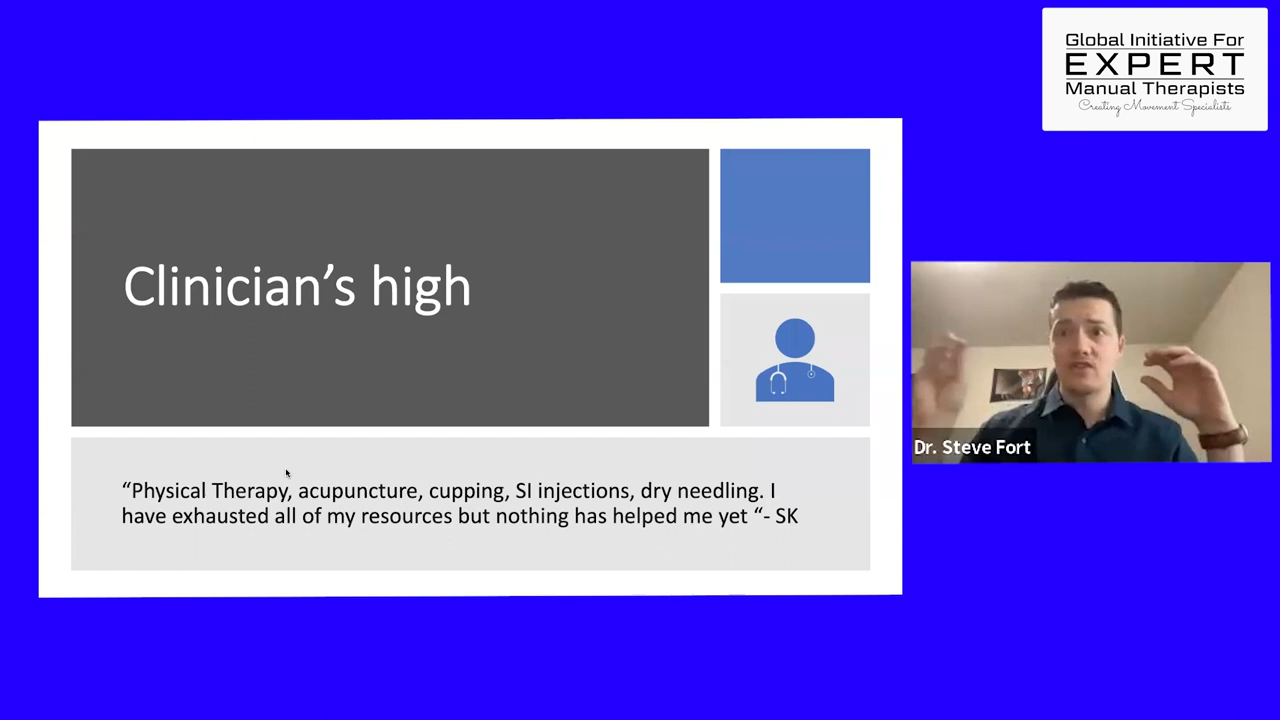 Global Initiative For
EXPERT
Manual Therapists
Creating Movement Specialists
Clinician’s high
“Physical Therapy, acupuncture, cupping, SI injections, dry needling. I
have exhausted all of my resources but nothing has helped me yet “- SK
Dr. Steve Fort